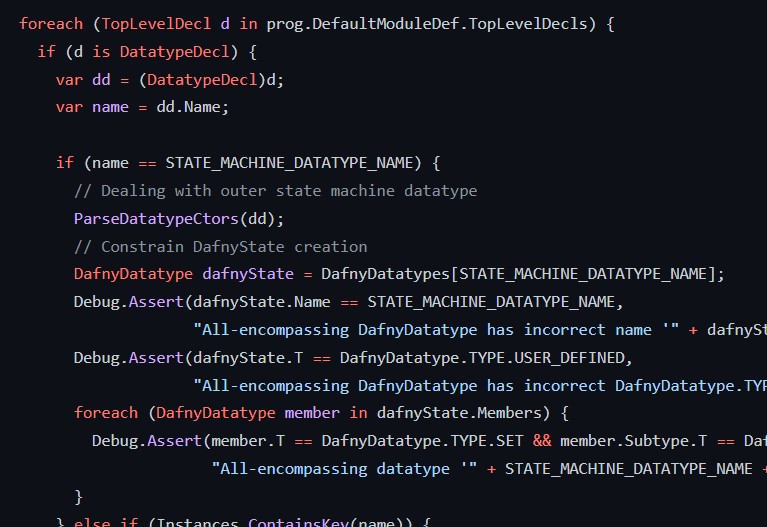 foreach (TopLevelDecl d in prog.DefaultModuleDef.TopLevelDecls) {
if (d is DatatypeDecl) {
var dd = (DatatypeDecl)d;
var name = dd.Name;
if (name == STATE_MACHINE_DATATYPE_NAME) {
// Dealing with outer state machine datatype
ParseDatatypeCtors(dd);
// Constrain DafnyState creation
DafnyDatatype dafnyState = DafnyDatatypes[STATE_MACHINE_DATATYPE_NAME];
Debug.Assert(dafnyState.Name == STATE_MACHINE_DATATYPE_NAME,
"All-encompassing DafnyDatatype has incorrect name '" + dafnySt
Debug.Assert(dafnyState.T == DafnyDatatype.TYPE.USER_DEFINED,
"All-encompassing DafnyDatatype has incorrect DafnyDatatype.TYP
foreach (DafnyDatatype member in dafnyState.Members) {
Debug.Assert(member.T == DafnyDatatype.TYPE.SET && member.Subtype.T == Daf
"All-encompassing datatype '" + STATE_MACHINE_DATATYPE_NAME +
}
} else if (Instances.ContainsKey(name)) {